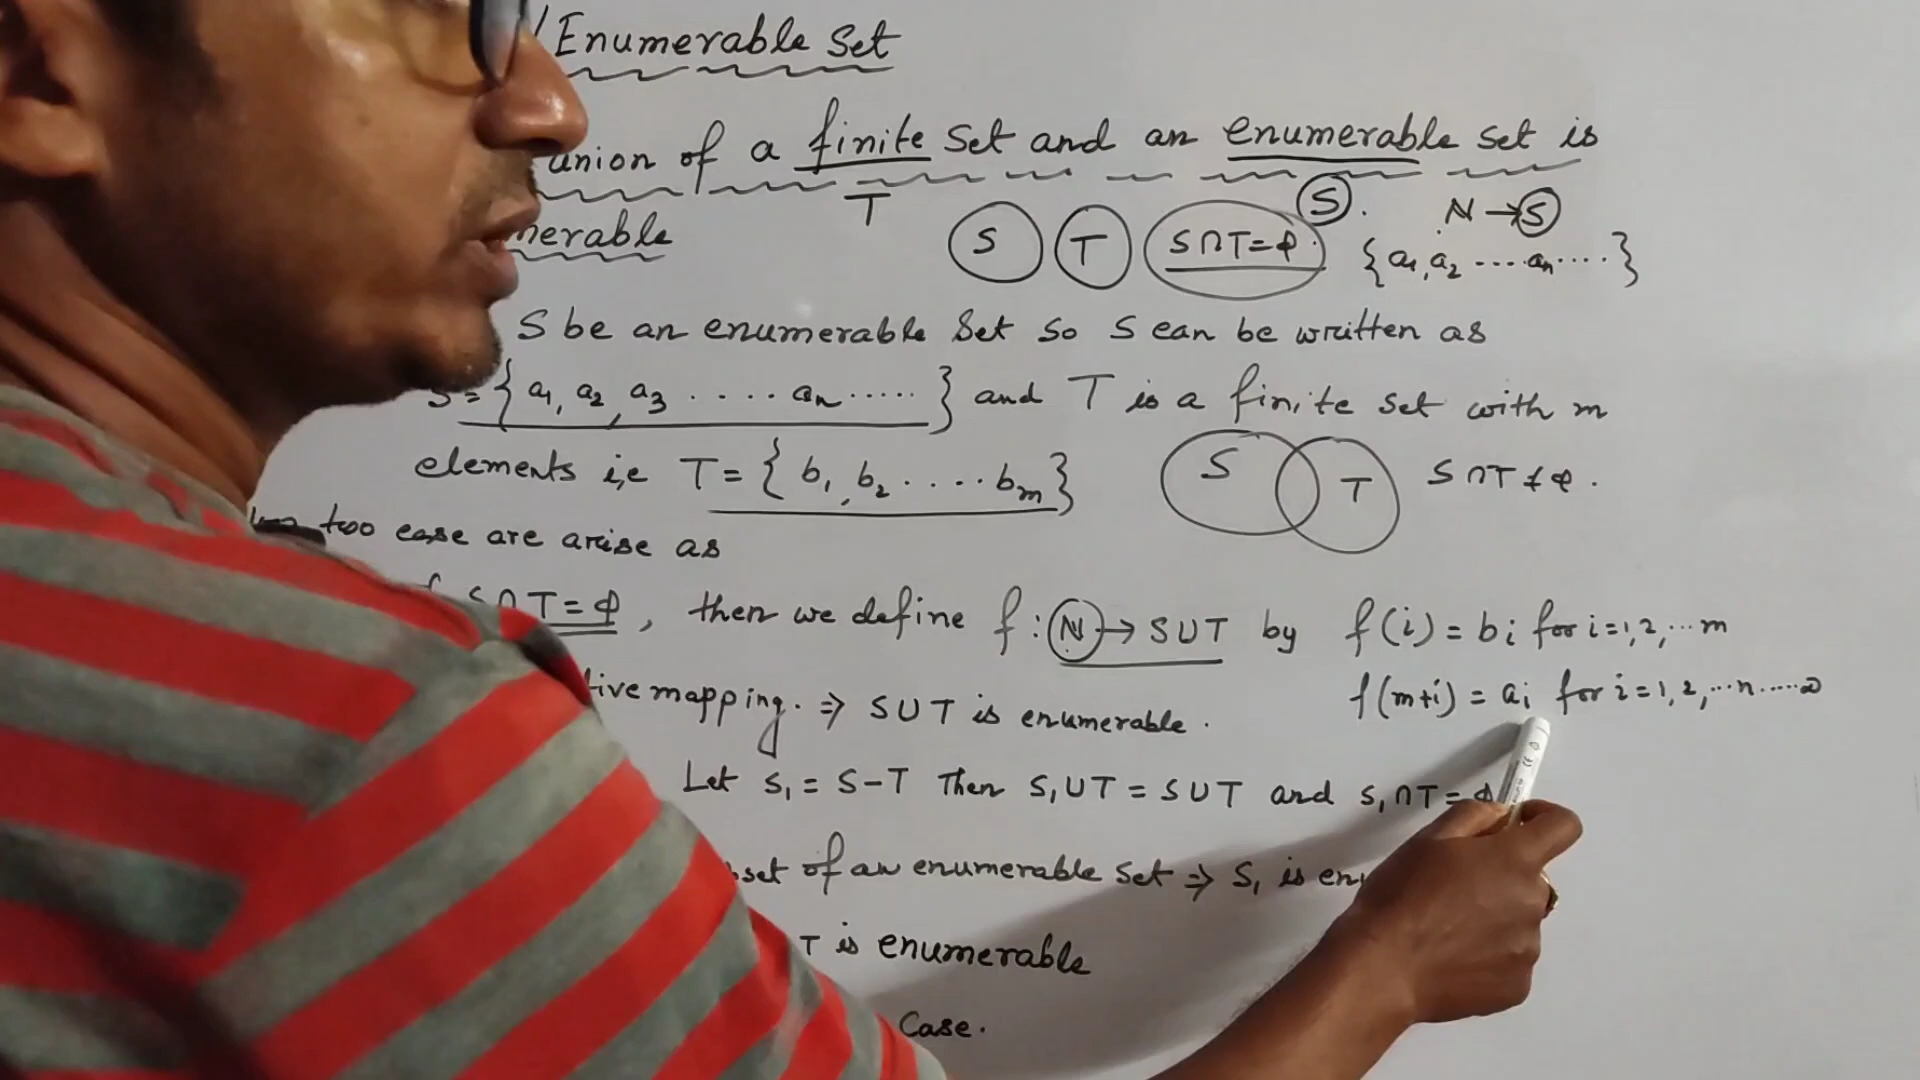 /Enumerable Set
union of a finite set and an enumerable set is
T S . N → S
merable S T S∩T=φ . {a1, a2 ---- an ....}
S be an enumerable Set so S can be written as
S = { a1, a2, a3 .... an ..... } and T is a finite set with m
elements i,e T = { b1, b2 ..... bm }
S T S∩T ≠ φ .
too case are arise as
S∩T = φ , then we define f : N → S∪T by f(i) = bi for i=1,2,...m
tive mapping. ⇒ S∪T is enumerable . f(m+i) = ai for i=1,2,...n.....∞
Let S1 = S-T Then S1∪T = S∪T and S1∩T = φ
set of an enumerable set ⇒ S1 is en
T is enumerable
Case.